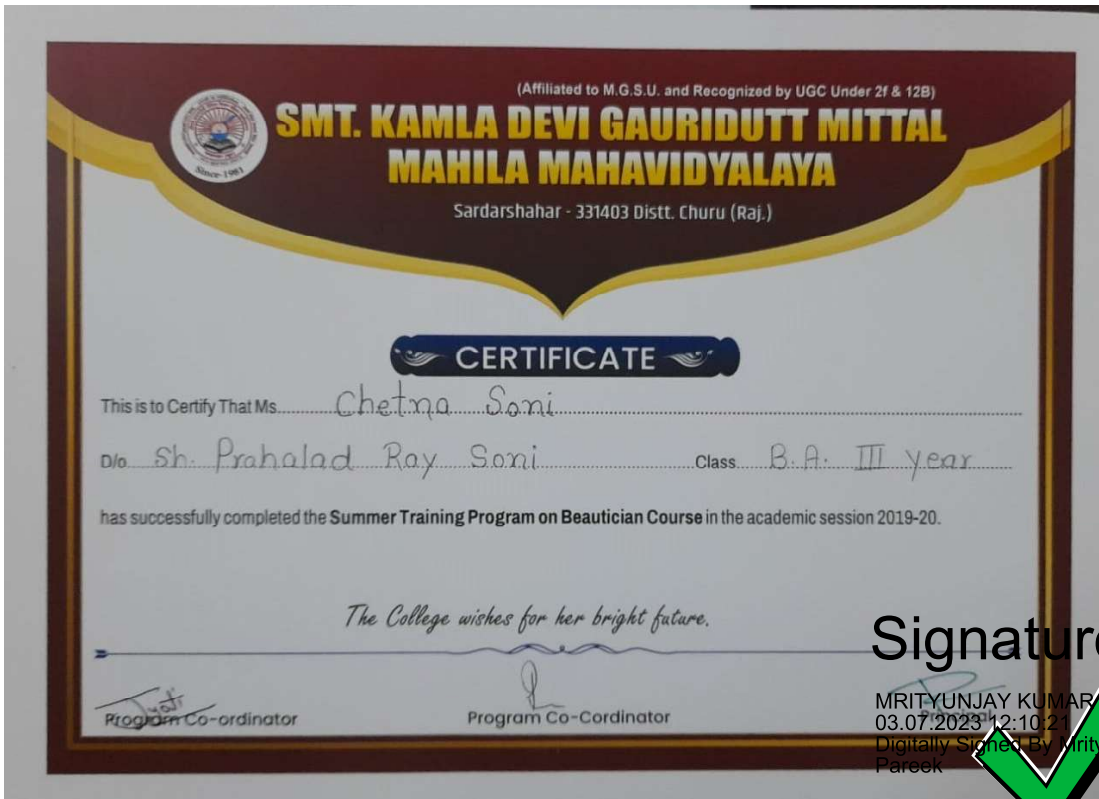 (Affiliated to M.G.S.U. and Recognized by UGC Under 2f & 12B)
SMT. KAMLA DEVI GAURIDUTT MITTAL
MAHILA MAHAVIDYALAYA
Sardarshahar - 331403 Distt. Churu (Raj.)
Since-1981
CERTIFICATE
This is to Certify That Ms. Chetna Soni
D/o Sh. Prahalad Ray Soni Class B.A. III year
has successfully completed the Summer Training Program on Beautician Course in the academic session 2019-20.
The College wishes for her bright future.
Program Co-ordinator
Program Co-Cordinator
Principal
Signature
MRITYUNJAY KUMAR
03.07.2023 12:10:21
Digitally Signed By Mrity
Pareek